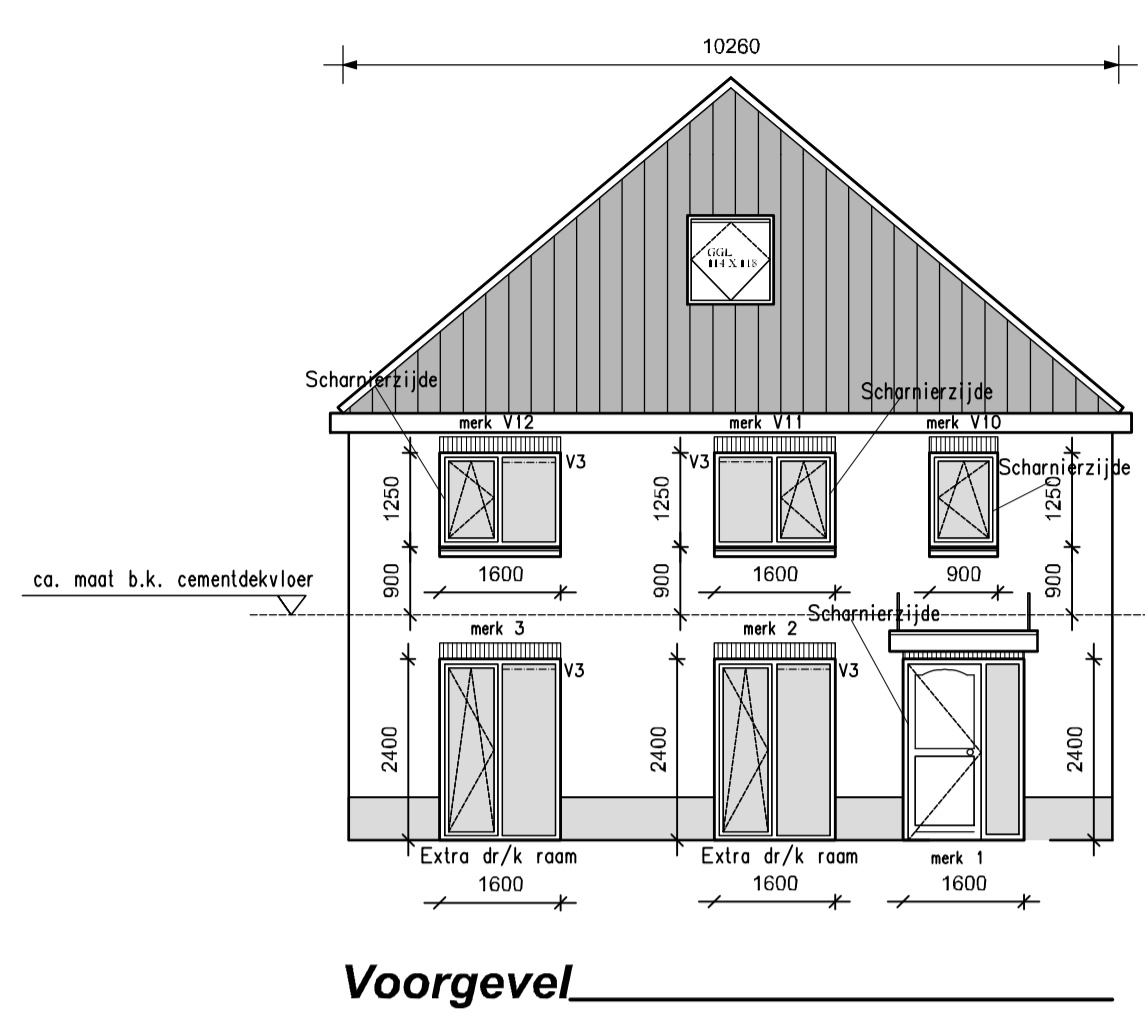 10260
GGL
114 X 118
Scharnierzijde
Scharnierzijde
merk V12
merk V11
merk V10
V3
V3
Scharnierzijde
1250
1250
1250
1600
1600
900
ca. maat b.k. cementdekvloer
900
900
900
Scharnierzijde
merk 3
merk 2
V3
V3
2400
2400
2400
Extra dr/k raam
Extra dr/k raam
merk 1
1600
1600
1600
Voorgevel